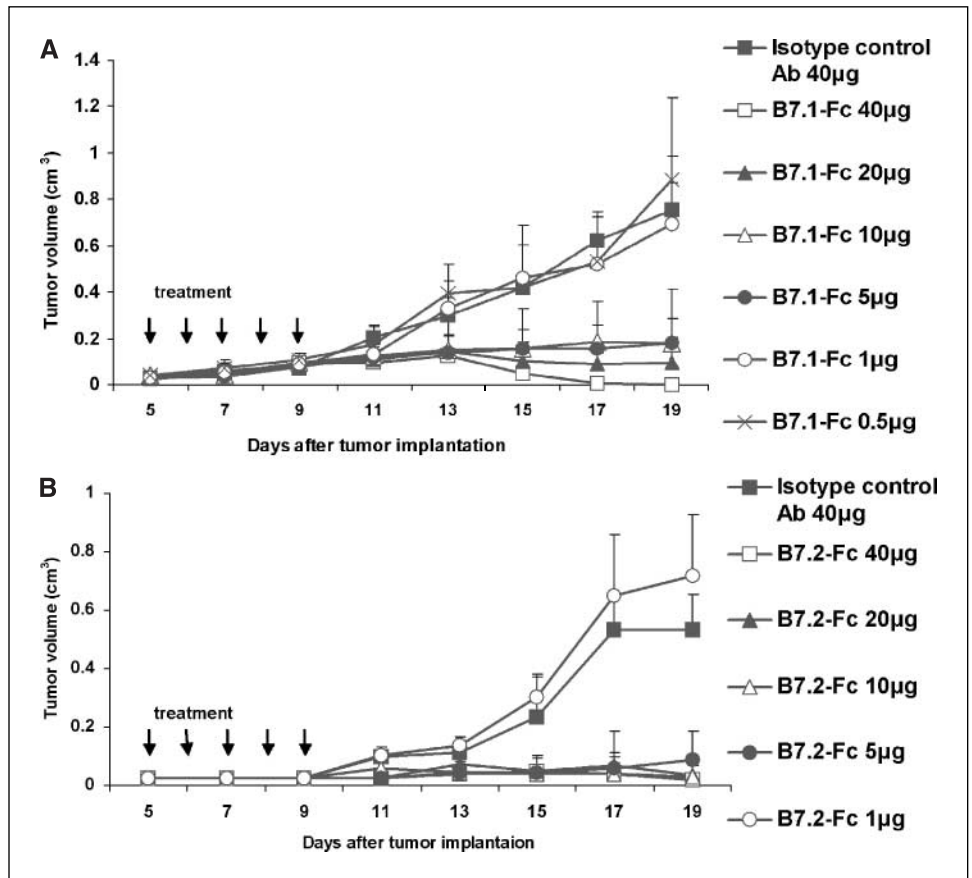 A
1.4
1.2
1
0.8
0.6
0.4
0.2
0
Tumor volume (cm3)
treatment
5 7 9 11 13 15 17 19
Days after tumor implantation
Isotype control
Ab 40µg
B7.1-Fc 40µg
B7.1-Fc 20µg
B7.1-Fc 10µg
B7.1-Fc 5µg
B7.1-Fc 1µg
B7.1-Fc 0.5µg
B
1
0.8
0.6
0.4
0.2
0
Tumor volume (cm3)
treatment
5 7 9 11 13 15 17 19
Days after tumor implantaion
Isotype control
Ab 40µg
B7.2-Fc 40µg
B7.2-Fc 20µg
B7.2-Fc 10µg
B7.2-Fc 5µg
B7.2-Fc 1µg